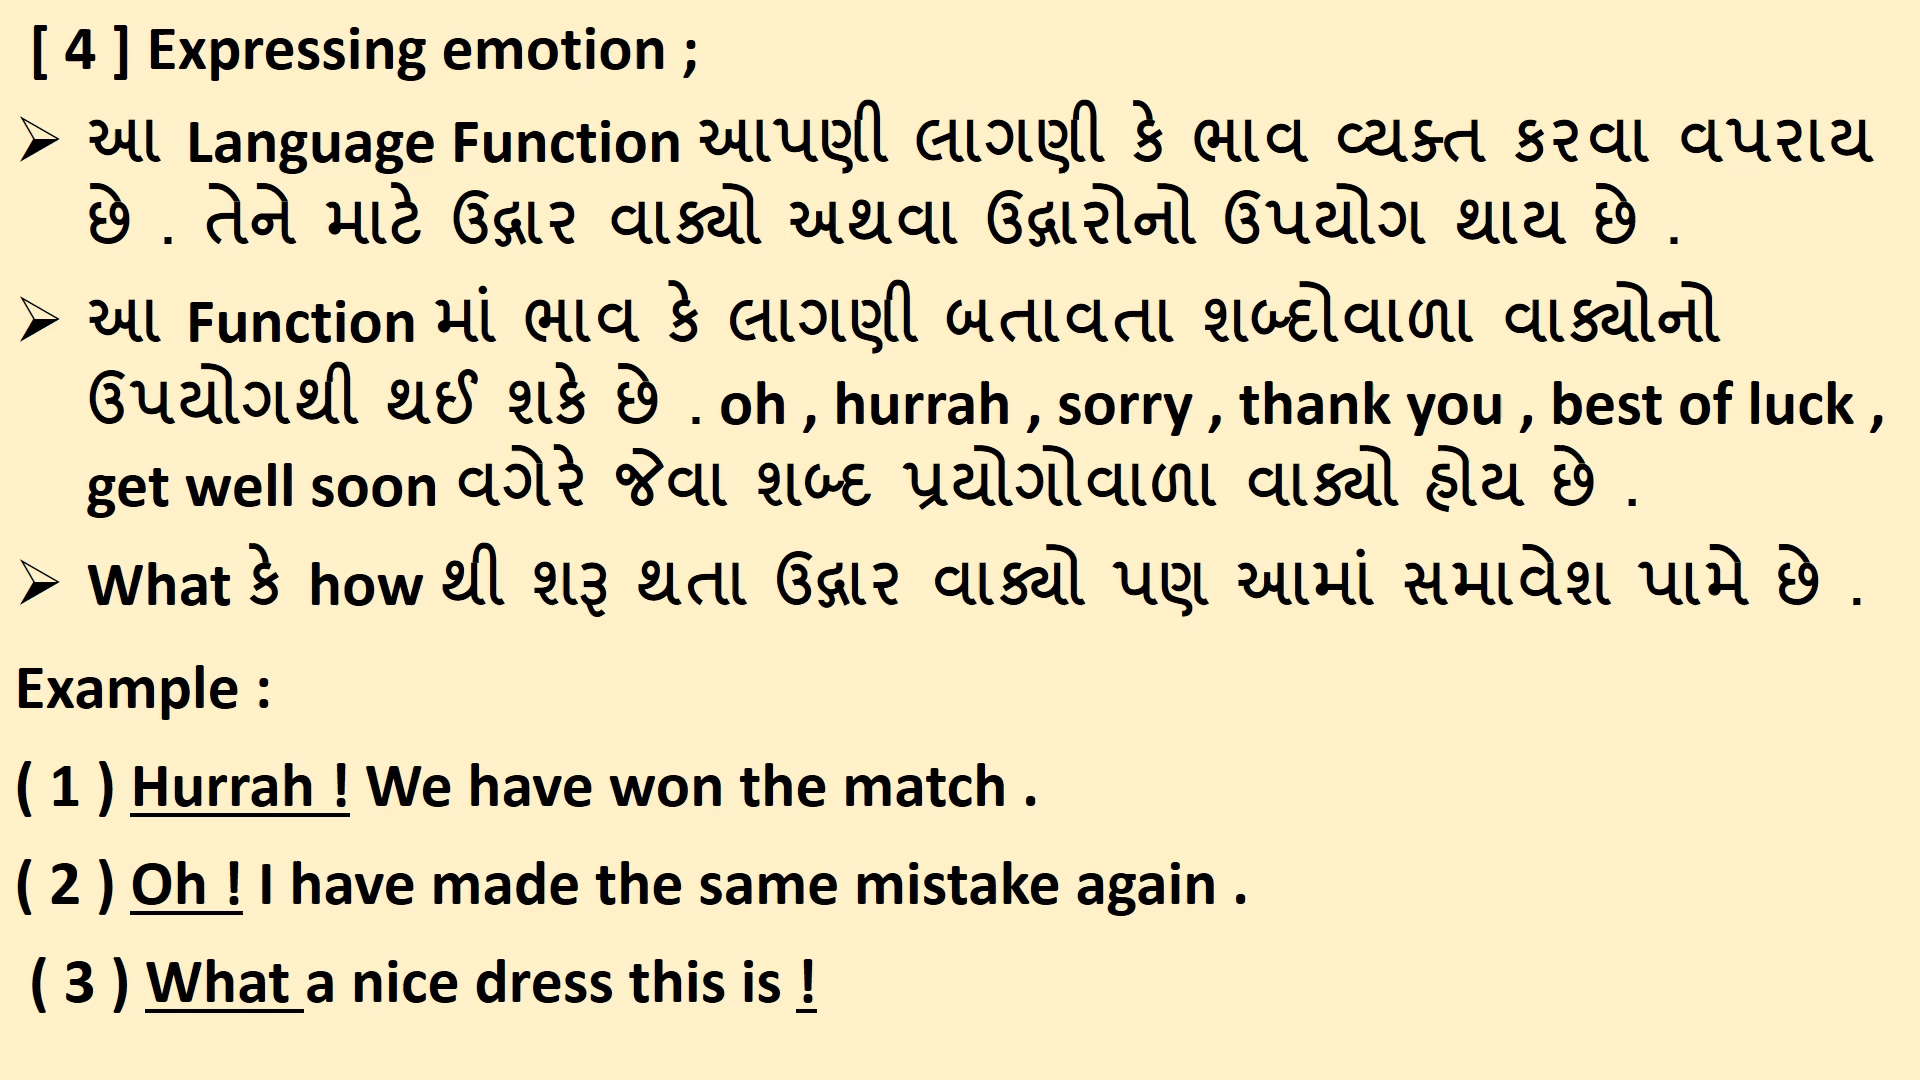 [ 4 ] Expressing emotion ;
➢ આ Language Function આપણી લાગણી કે ભાવ વ્યક્ત કરવા વપરાય
છે . તેને માટે ઉદ્ગાર વાક્યો અથવા ઉદ્ગારોનો ઉપયોગ થાય છે .
➢ આ Function માં ભાવ કે લાગણી બતાવતા શબ્દોવાળા વાક્યોનો
ઉપયોગથી થઈ શકે છે . oh , hurrah , sorry , thank you , best of luck ,
get well soon વગેરે જેવા શબ્દ પ્રયોગોવાળા વાક્યો હોય છે .
➢ What કે how થી શરૂ થતા ઉદ્ગાર વાક્યો પણ આમાં સમાવેશ પામે છે .
Example :
( 1 ) Hurrah ! We have won the match .
( 2 ) Oh ! I have made the same mistake again .
( 3 ) What a nice dress this is !